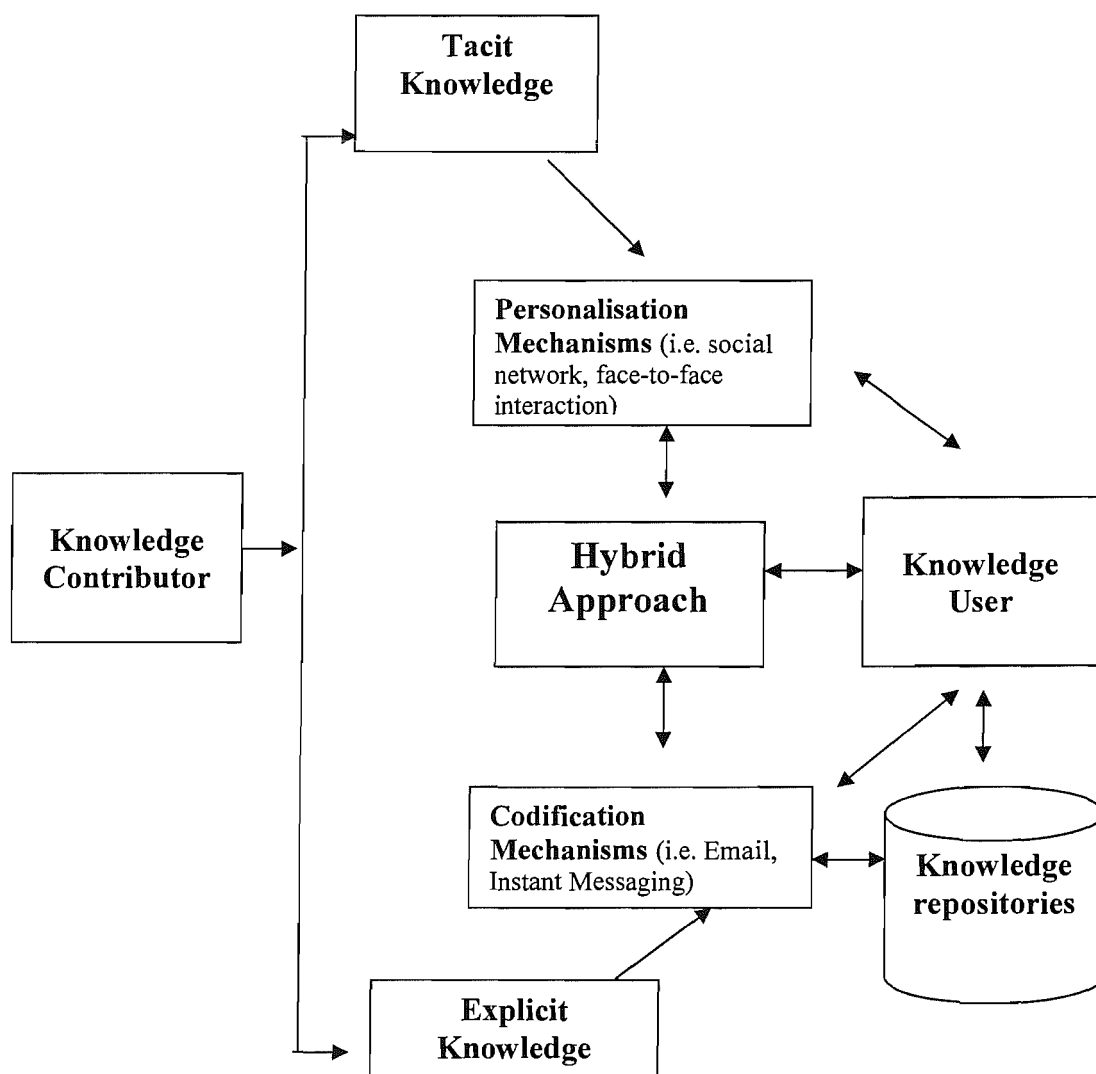 Tacit
Knowledge
Personalisation
Mechanisms (i.e. social
network, face-to-face
interaction)
Knowledge
Contributor
Hybrid
Approach
Knowledge
User
Codification
Mechanisms (i.e. Email,
Instant Messaging)
Knowledge
repositories
Explicit
Knowledge